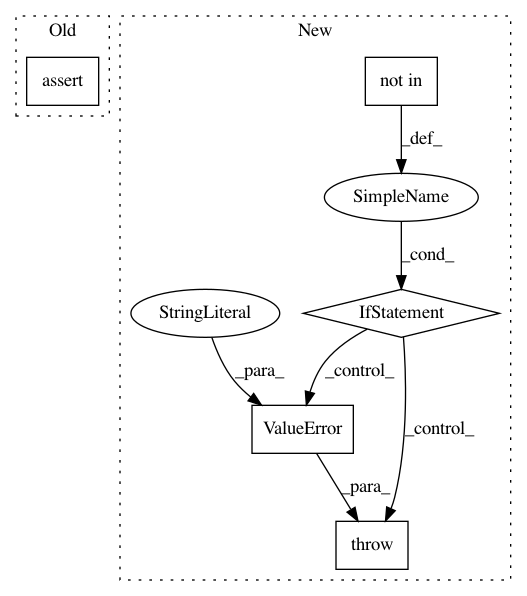 Old
New
assert
not in
_def_
SimpleName
_cond_
StringLiteral
IfStatement
_para_
_control_
_control_
ValueError
_para_
throw